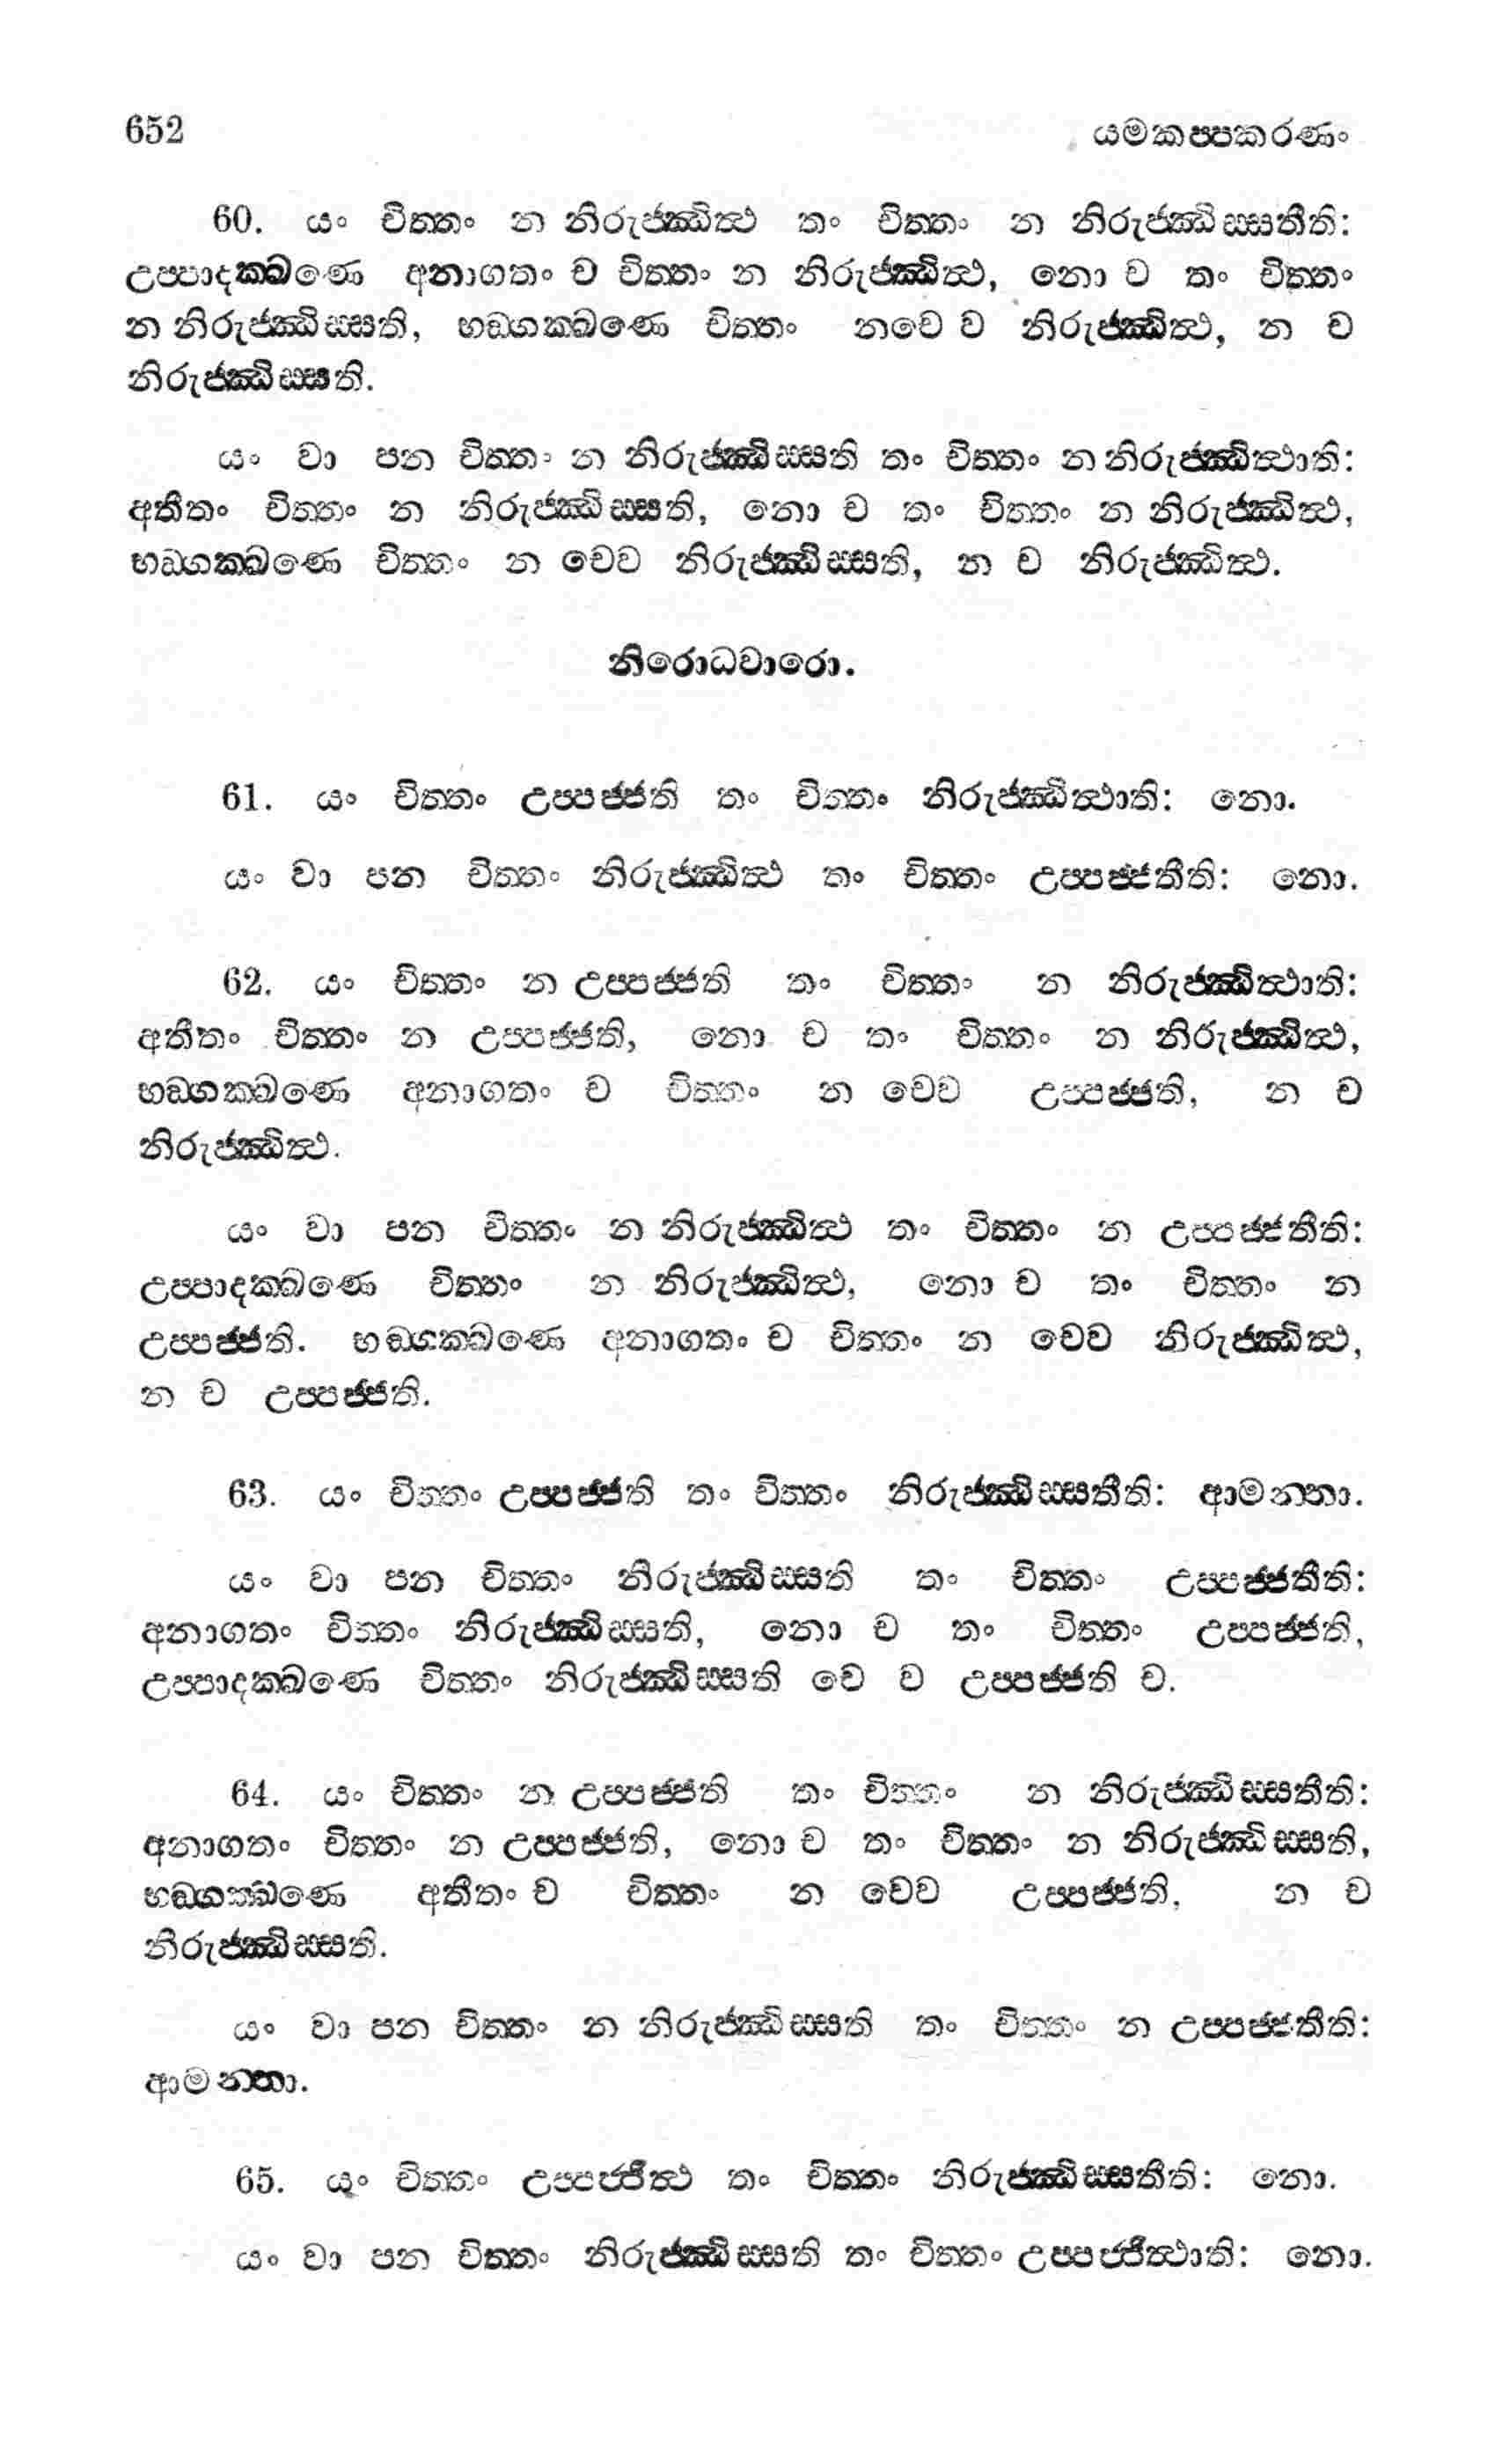 652 යමකප්පකරණං
60. යං චිත්තං න නිරුජ්ඣිත්ථ තං චිත්තං න නිරුජ්ඣිස්සතීති:
උප්පාදක්ඛණෙ අනාගතං ච චිත්තං න නිරුජ්ඣිත්ථ, නො ච තං චිත්තං
න නිරුජ්ඣිස්සති, භඞ්ගක්ඛණෙ චිත්තං නචෙ ව නිරුජ්ඣිත්ථ, න ච
නිරුජ්ඣිස්සති.
යං වා පන චිත්තං න නිරුජ්ඣිස්සති තං චිත්තං න නිරුජ්ඣිත්ථාති:
අතීතං චිත්තං න නිරුජ්ඣිස්සති, නො ච තං චිත්තං න නිරුජ්ඣිත්ථ,
භඞ්ගක්ඛණෙ චිත්තං න චෙව නිරුජ්ඣිස්සති, න ච නිරුජ්ඣිත්ථ.
නිරොධවාරො.
61. යං චිත්තං උප්පජ්ජති තං චිත්තං නිරුජ්ඣිත්ථාති: නො.
යං වා පන චිත්තං නිරුජ්ඣිත්ථ තං චිත්තං උප්පජ්ජතීති: නො.
62. යං චිත්තං න උප්පජ්ජති තං චිත්තං න නිරුජ්ඣිත්ථාති:
අතීතං චිත්තං න උප්පජ්ජති, නො ච තං චිත්තං න නිරුජ්ඣිත්ථ,
භඞ්ගක්ඛණෙ අනාගතං ච චිත්තං න චෙව උප්පජ්ජති, න ච
නිරුජ්ඣිත්ථ.
යං වා පන චිත්තං න නිරුජ්ඣිත්ථ තං චිත්තං න උප්පජ්ජතීති:
උප්පාදක්ඛණෙ චිත්තං න නිරුජ්ඣිත්ථ, නො ච තං චිත්තං න
උප්පජ්ජති. භඞ්ගක්ඛණෙ අනාගතං ච චිත්තං න චෙව නිරුජ්ඣිත්ථ,
න ච උප්පජ්ජති.
63. යං චිත්තං උප්පජ්ජති තං චිත්තං නිරුජ්ඣිස්සතීති: ආමන්තා.
යං වා පන චිත්තං නිරුජ්ඣිස්සති තං චිත්තං උප්පජ්ජතීති:
අනාගතං චිත්තං නිරුජ්ඣිස්සති, නො ච තං චිත්තං උප්පජ්ජති,
උප්පාදක්ඛණෙ චිත්තං නිරුජ්ඣිස්සති චෙ ව උප්පජ්ජති ච.
64. යං චිත්තං න උප්පජ්ජති තං චිත්තං න නිරුජ්ඣිස්සතීති:
අනාගතං චිත්තං න උප්පජ්ජති, නො ච තං චිත්තං න නිරුජ්ඣිස්සති,
භඞ්ගක්ඛණෙ අතීතං ච චිත්තං න චෙව උප්පජ්ජති, න ච
නිරුජ්ඣිස්සති.
යං වා පන චිත්තං න නිරුජ්ඣිස්සති තං චිත්තං න උප්පජ්ජතීති:
ආමන්තා.
65. යං චිත්තං උප්පජ්ජිත්ථ තං චිත්තං නිරුජ්ඣිස්සතීති: නො.
යං වා පන චිත්තං නිරුජ්ඣිස්සති තං චිත්තං උප්පජ්ජිත්ථාති: නො.